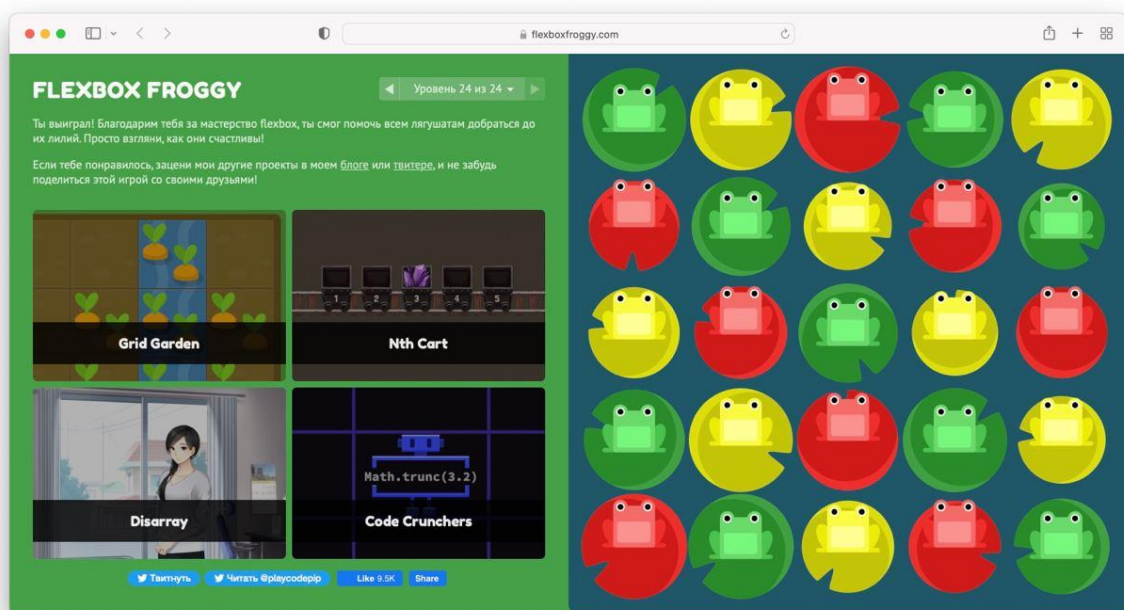 flexboxfroggy.com
FLEXBOX FROGGY
Уровень 24 из 24
Ты выиграл! Благодарим тебя за мастерство flexbox, ты смог помочь всем лягушатам добраться до
их лилий. Просто взгляни, как они счастливы!
Если тебе понравилось, зацени мои другие проекты в моем блоге или твитере, и не забудь
поделиться этой игрой со своими друзьями!
1 2 3 4 5
Grid Garden
Nth Cart
Math.trunc(3.2)
Disarray
Code Crunchers
Твитнуть
Читать @playcodepip
Like 9.5K
Share